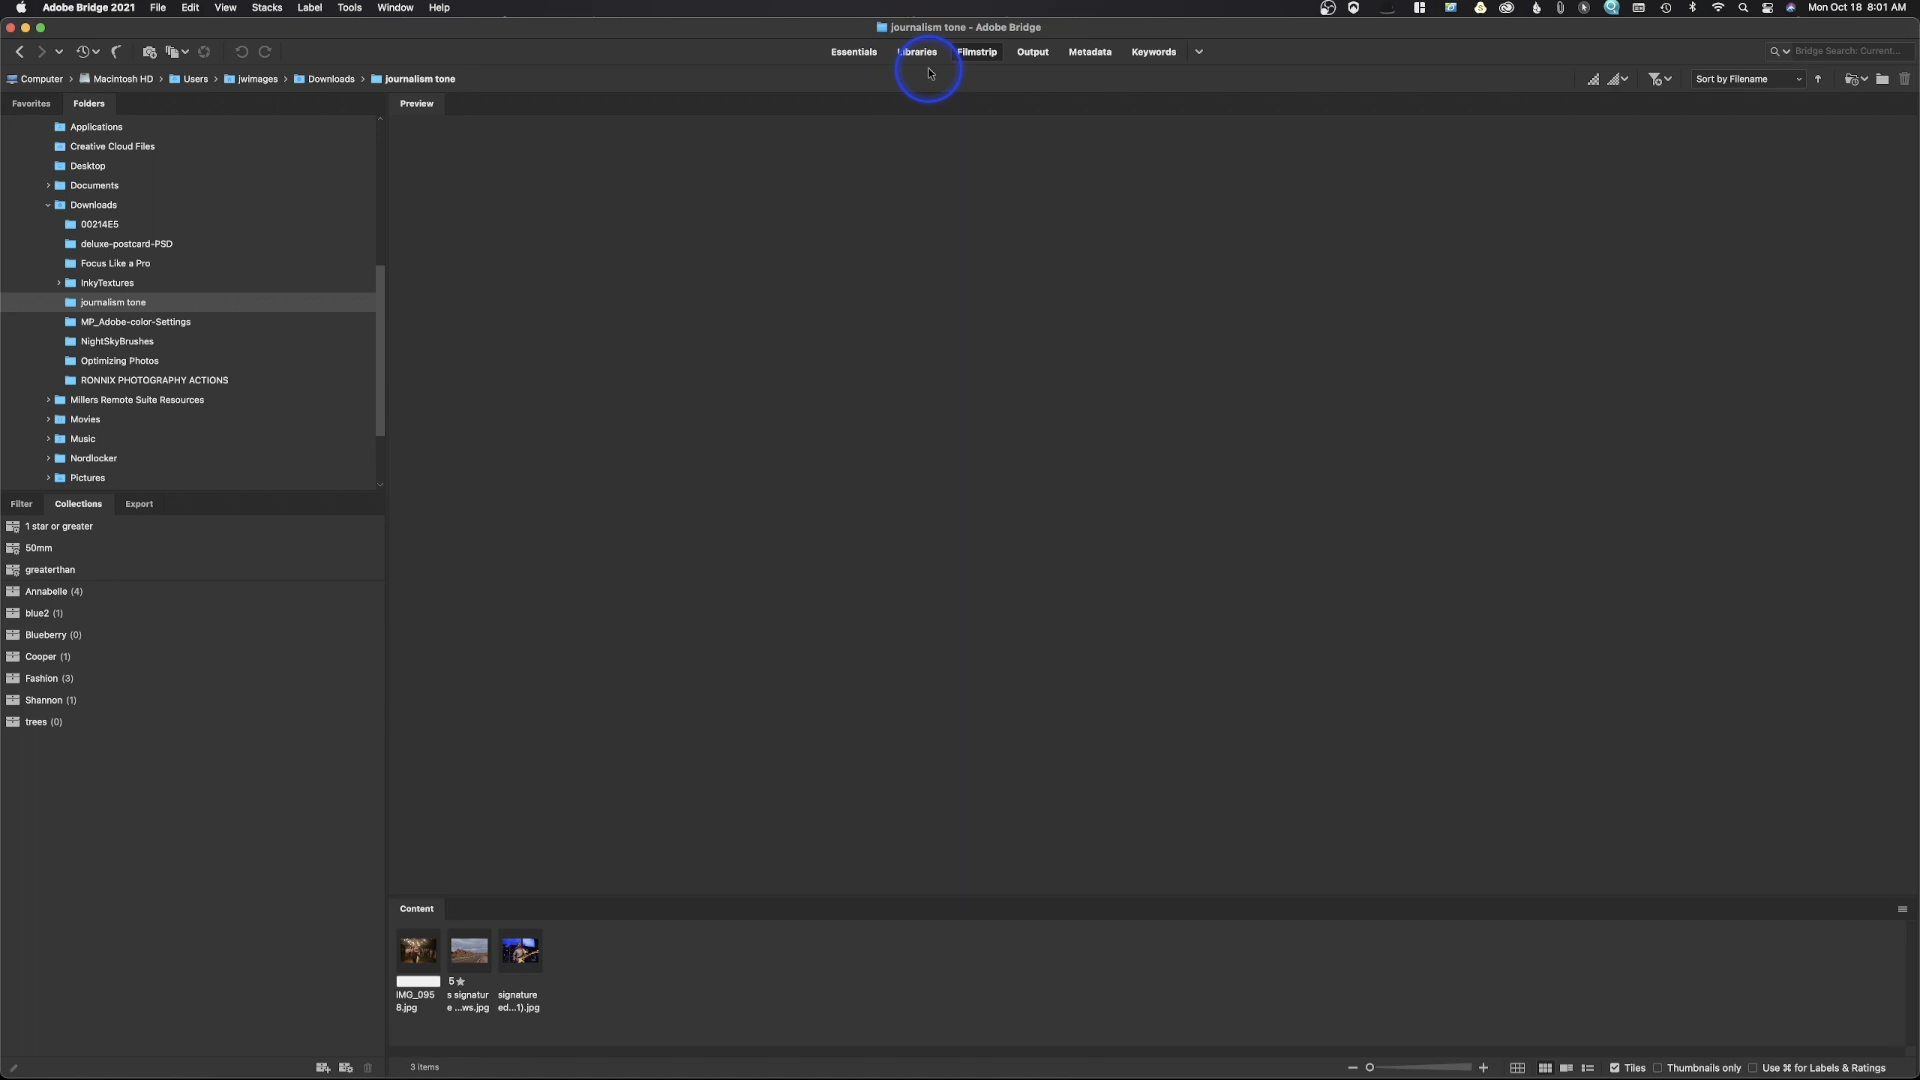 Adobe Bridge 2021 File Edit View Stacks Label Tools Window Help Mon Oct 18 8:01 AM
journalism tone - Adobe Bridge
Essentials Libraries Filmstrip Output Metadata Keywords Bridge Search: Current...
Computer Macintosh HD Users jwimages Downloads journalism tone Sort by Filename
Favorites Folders Preview
Applications
Creative Cloud Files
Desktop
Documents
Downloads
00214E5
deluxe-postcard-PSD
Focus Like a Pro
InkyTextures
journalism tone
MP_Adobe-color-Settings
NightSkyBrushes
Optimizing Photos
RONNIX PHOTOGRAPHY ACTIONS
Millers Remote Suite Resources
Movies
Music
Nordlocker
Pictures
Filter Collections Export
1 star or greater
50mm
greaterthan
Annabelle (4)
blue2 (1)
Blueberry (0)
Cooper (1)
Fashion (3)
Shannon (1)
trees (0)
Content
5★
IMG_095 s signatur signature
8.jpg e ...ws.jpg ed...1).jpg
3 items Tiles Thumbnails only Use ⌘ for Labels & Ratings